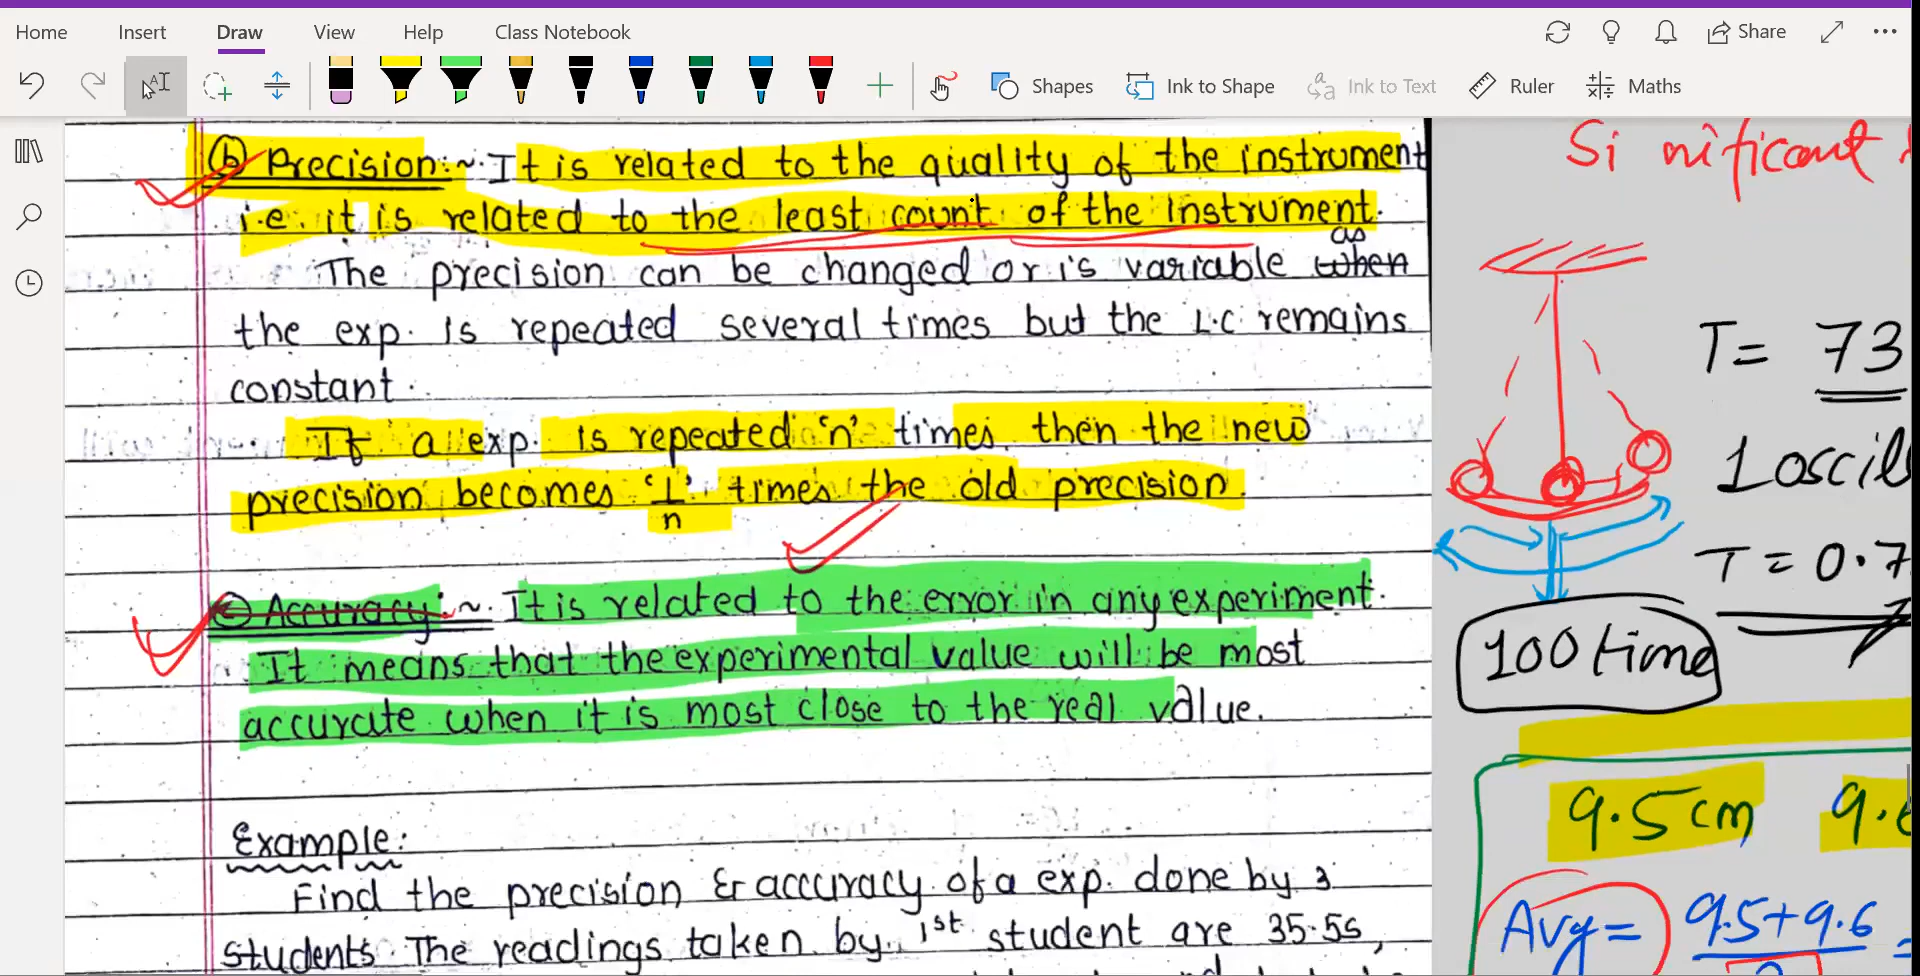 Home Insert Draw View Help Class Notebook Share
Shapes Ink to Shape Ink to Text Ruler Maths
(b) Precision :~ It is related to the quality of the instrument
i.e. it is related to the least count of the instrument.
as
The precision can be changed or is variable when
the exp. is repeated several times but the L.C remains
constant.
If a exp. is repeated 'n' times then the new
precision becomes '1/n' times the old precision.
(c) Accuracy :~ It is related to the error in any experiment.
It means that the experimental value will be most
accurate when it is most close to the real value.
Example:
Find the precision & accuracy of a exp. done by 3
students. The readings taken by 1st student are 35.55,
Si nificant
T = 73
1 oscil
T = 0.7
100 time
9.5 cm 9.6
Avg = 9.5+9.6 =